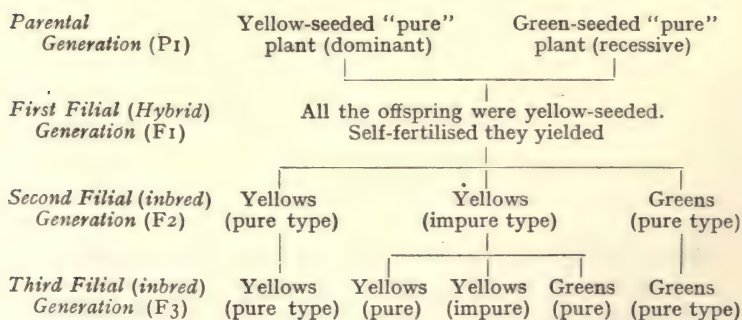 Parental Yellow-seeded “pure” Green-seeded “pure”
Generation (P1) plant (dominant) plant (recessive)
First Filial (Hybrid) All the offspring were yellow-seeded.
Generation (F1) Self-fertilised they yielded
Second Filial (inbred) Yellows Yellows Greens
Generation (F2) (pure type) (impure type) (pure type)
Third Filial (inbred) Yellows Yellows Yellows Greens Greens
Generation (F3) (pure type) (pure) (impure) (pure) (pure type)